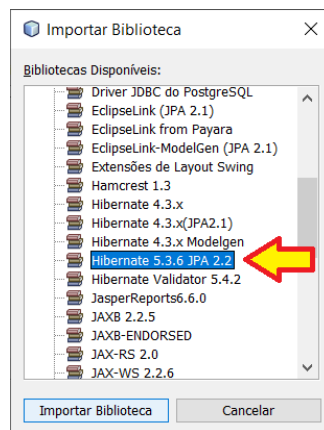 Importar Biblioteca
Bibliotecas Disponíveis:
Driver JDBC do PostgreSQL
EclipseLink (JPA 2.1)
EclipseLink from Payara
EclipseLink-ModelGen (JPA 2.1)
Extensões de Layout Swing
Hamcrest 1.3
Hibernate 4.3.x
Hibernate 4.3.x(JPA2.1)
Hibernate 4.3.x Modelgen
Hibernate 5.3.6 JPA 2.2
Hibernate Validator 5.4.2
JasperReports6.6.0
JAXB 2.2.5
JAXB-ENDORSED
JAX-RS 2.0
JAX-WS 2.2.6
Importar Biblioteca Cancelar